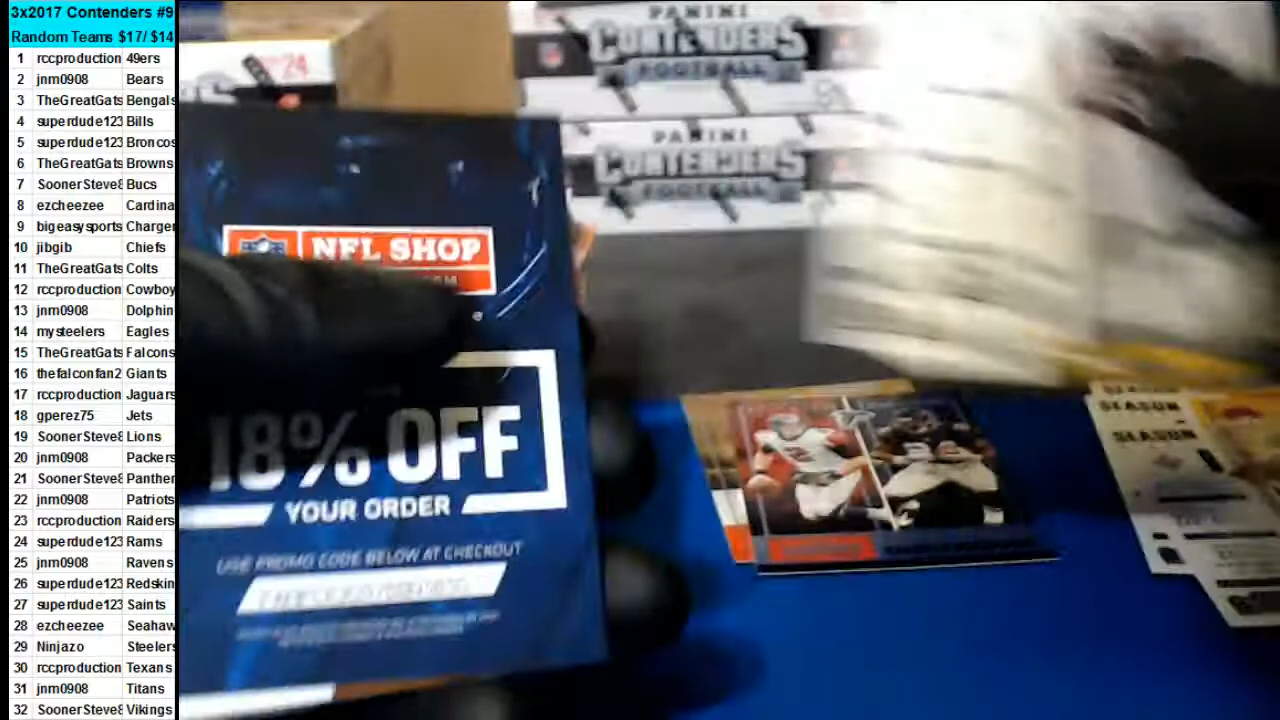 3x2017 Contenders #9
Random Teams $17/ $14
1 rccproduction 49ers
2 jnm0908 Bears
3 TheGreatGats Bengals
4 superdude123 Bills
5 superdude123 Broncos
6 TheGreatGats Browns
7 SoonerSteve8 Bucs
8 ezcheezee Cardina
9 bigeasysports Charger
10 jibgib Chiefs
11 TheGreatGats Colts
12 rccproduction Cowboy
13 jnm0908 Dolphin
14 mysteelers Eagles
15 TheGreatGats Falcons
16 thefalconfan2 Giants
17 rccproduction Jaguars
18 gperez75 Jets
19 SoonerSteve8 Lions
20 jnm0908 Packers
21 SoonerSteve8 Panther
22 jnm0908 Patriots
23 rccproduction Raiders
24 superdude123 Rams
25 jnm0908 Ravens
26 superdude123 Redskin
27 superdude123 Saints
28 ezcheezee Seahaw
29 Ninjazo Steelers
30 rccproduction Texans
31 jnm0908 Titans
32 SoonerSteve8 Vikings
24
PANINI
CONTENDERS
FOOTBALL
PANINI
CONTENDERS
FOOTBALL
NFL SHOP
18% OFF
YOUR ORDER
USE PROMO CODE BELOW AT CHECKOUT
SEASON
SEASON
SEASON